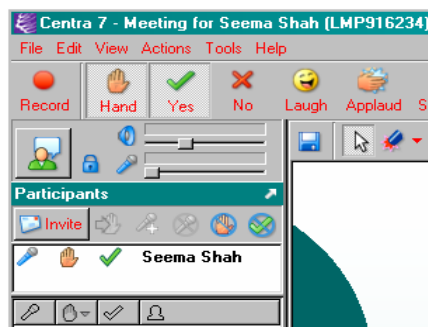 Centra 7 - Meeting for Seema Shah (LMP916234)
File Edit View Actions Tools Help
Record Hand Yes No Laugh Applaud S
Participants
Invite
Seema Shah